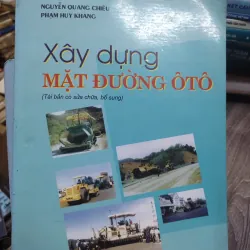 NGUYỄN QUANG CHIÊU
PHẠM HUY KHANG
Xây dựng
MẶT ĐƯỜNG ÔTÔ
(Tái bản có sửa chữa, bổ sung)